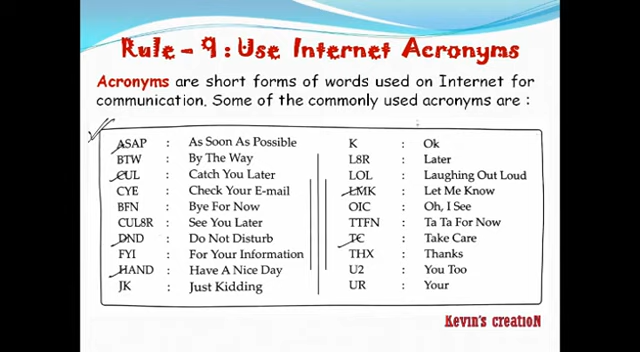 Rule - 9 : Use Internet Acronyms
Acronyms are short forms of words used on Internet for
communication. Some of the commonly used acronyms are :
ASAP : As Soon As Possible
BTW : By The Way
CUL : Catch You Later
CYE : Check Your E-mail
BFN : Bye For Now
CUL8R : See You Later
DND : Do Not Disturb
FYI : For Your Information
HAND : Have A Nice Day
JK : Just Kidding
K : Ok
L8R : Later
LOL : Laughing Out Loud
LMK : Let Me Know
OIC : Oh, I See
TTFN : Ta Ta For Now
TC : Take Care
THX : Thanks
U2 : You Too
UR : Your
Kevin's creatioN